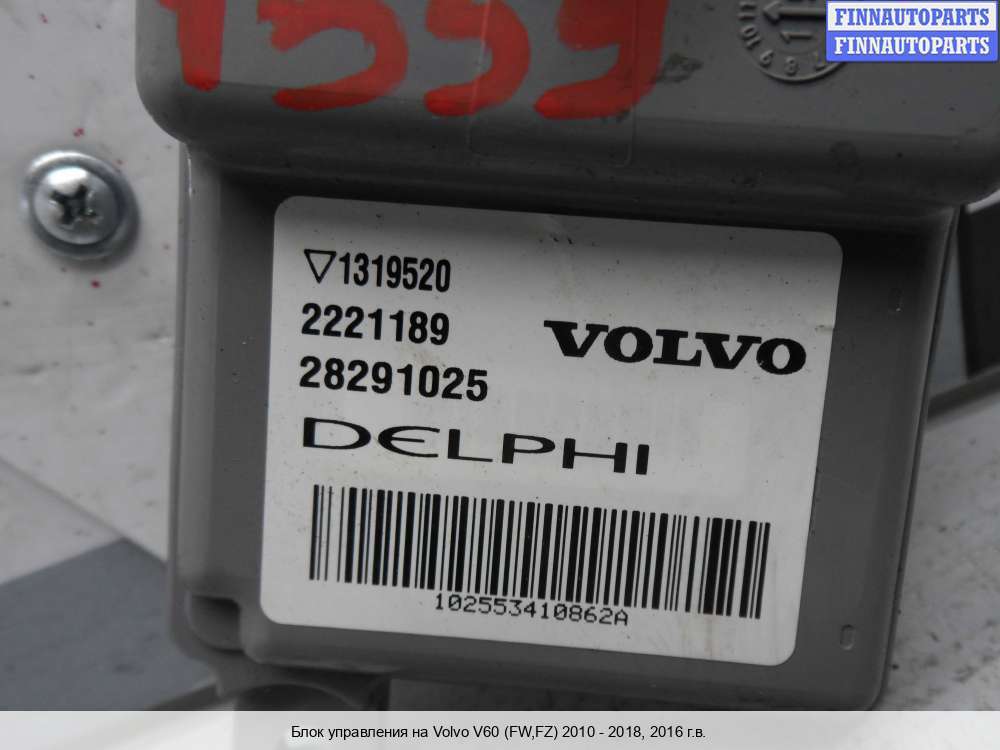 FINNAUTOPARTS
FINNAUTOPARTS
1319520
2221189
28291025
VOLVO
DELPHI
102553410862A
Блок управления на Volvo V60 (FW,FZ) 2010 - 2018, 2016 г.в.